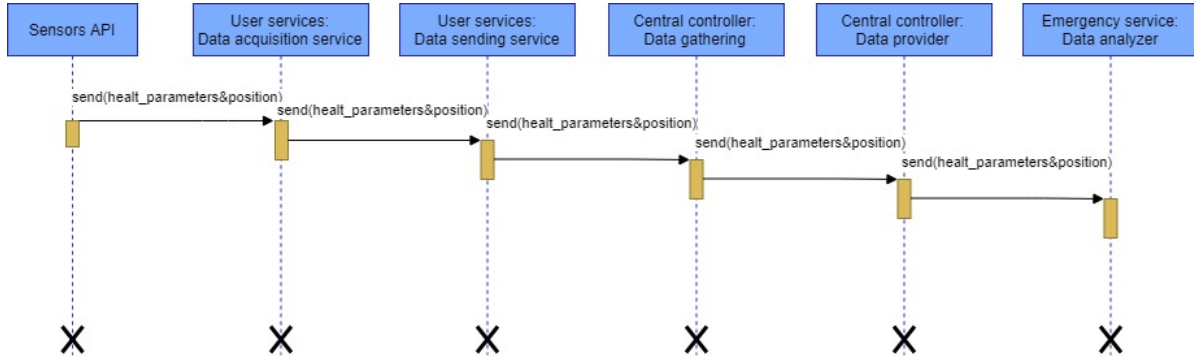 Sensors API
User services:
Data acquisition service
User services:
Data sending service
Central controller:
Data gathering
Central controller:
Data provider
Emergency service:
Data analyzer
send(healt_parameters&position)
send(healt_parameters&position)
send(healt_parameters&position)
send(healt_parameters&position)
send(healt_parameters&position)